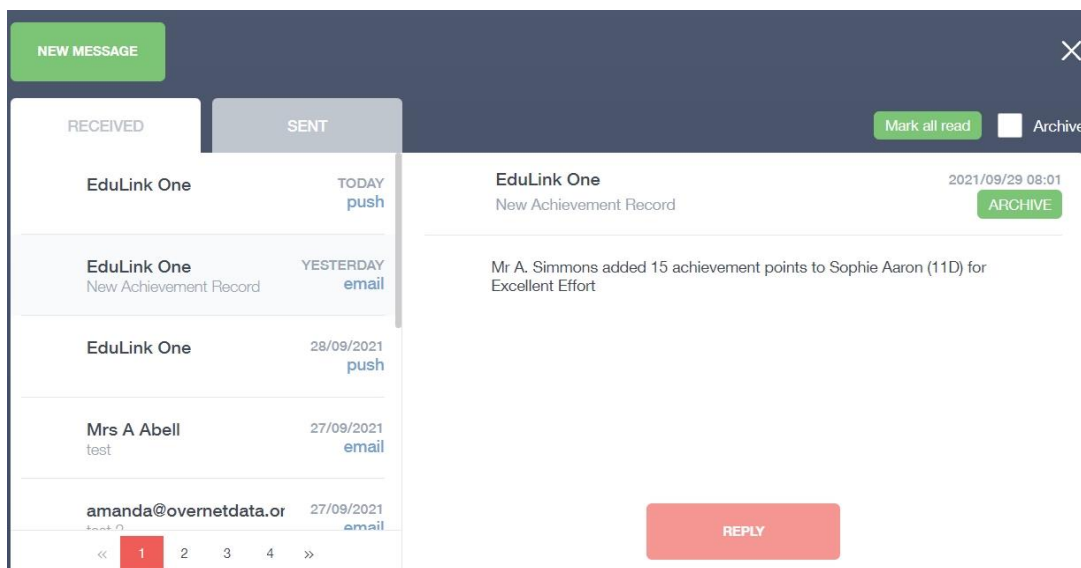 NEW MESSAGE
RECEIVED
SENT
Mark all read
Archive
EduLink One
TODAY
push
EduLink One
YESTERDAY
New Achievement Record
email
EduLink One
28/09/2021
push
Mrs A Abell
27/09/2021
test
email
amanda@overnetdata.or
27/09/2021
test 2
email
« 1 2 3 4 »
EduLink One
2021/09/29 08:01
New Achievement Record
ARCHIVE
Mr A. Simmons added 15 achievement points to Sophie Aaron (11D) for
Excellent Effort
REPLY